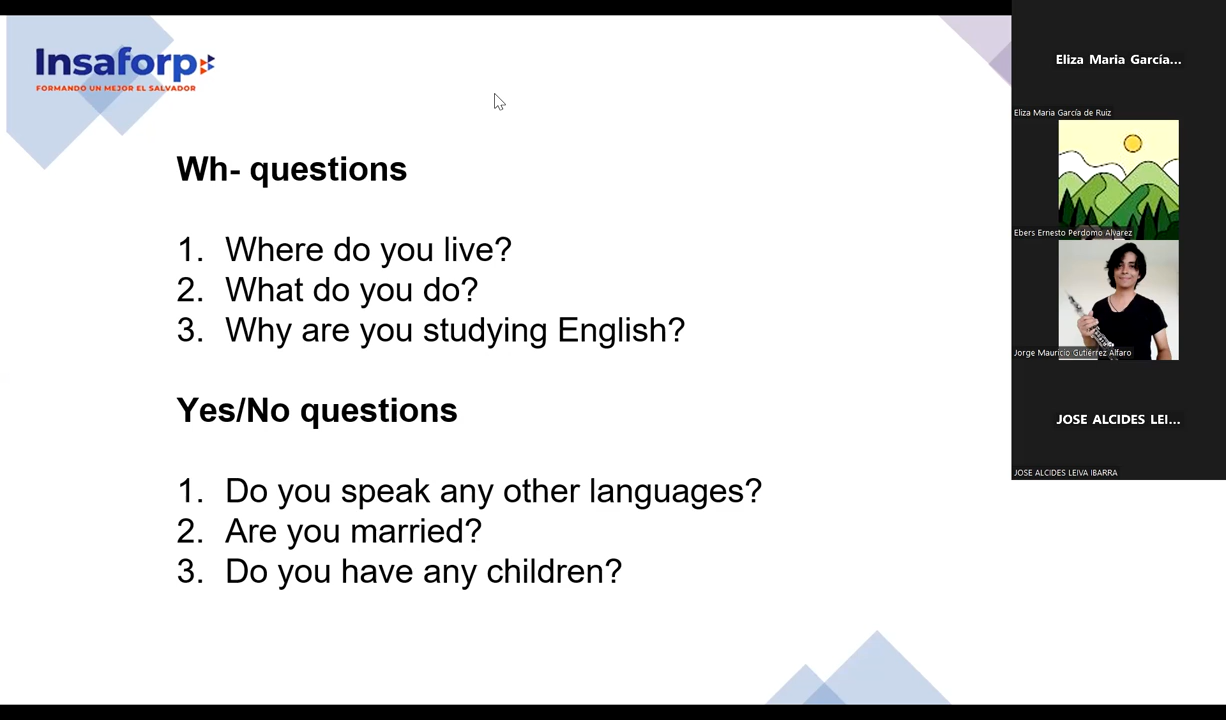 Insaforp
FORMANDO UN MEJOR EL SALVADOR
Wh- questions
1. Where do you live?
2. What do you do?
3. Why are you studying English?
Yes/No questions
1. Do you speak any other languages?
2. Are you married?
3. Do you have any children?
Eliza Maria García...
Eliza Maria García de Ruiz
Ebers Ernesto Perdomo Alvarez
Jorge Mauricio Gutiérrez Alfaro
JOSE ALCIDES LEI...
JOSE ALCIDES LEIVA IBARRA